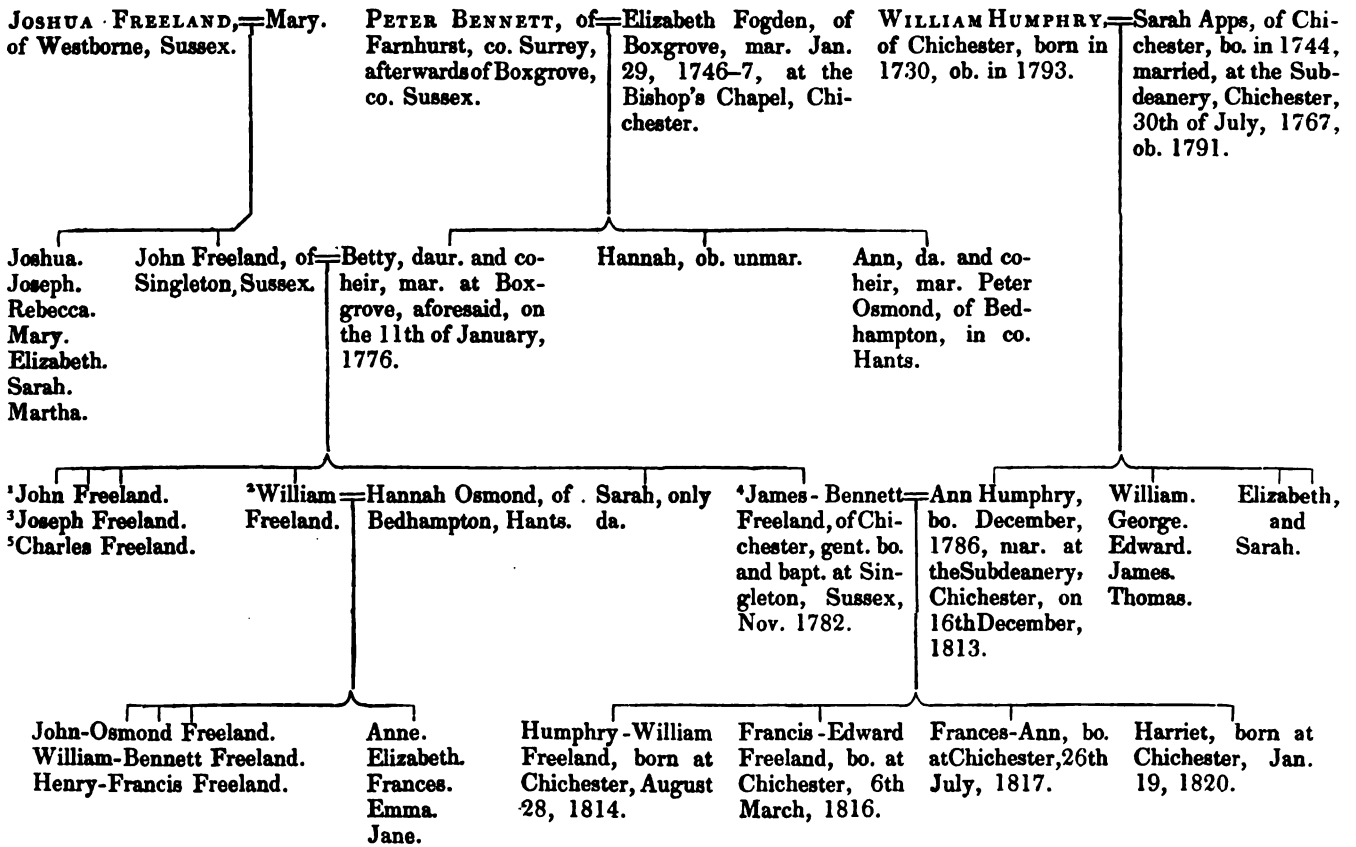 JOSHUA FREELAND,=Mary.
of Westborne, Sussex.
PETER BENNETT, of=Elizabeth Fogden, of
Farnhurst, co. Surrey,
afterwards of Boxgrove,
co. Sussex.
Boxgrove, mar. Jan.
29, 1746–7, at the
Bishop's Chapel, Chi-
chester.
WILLIAM HUMPHRY,=Sarah Apps, of Chi-
of Chichester, born in
1730, ob. in 1793.
chester, bo. in 1744,
married, at the Sub-
deanery, Chichester,
30th of July, 1767,
ob. 1791.
Joshua.
Joseph.
Rebecca.
Mary.
Elizabeth.
Sarah.
Martha.
John Freeland, of=Betty, daur. and co-
Singleton, Sussex.
heir, mar. at Box-
grove, aforesaid, on
the 11th of January,
1776.
Hannah, ob. unmar.
Ann, da. and co-
heir, mar. Peter
Osmond, of Bed-
hampton, in co.
Hants.
¹John Freeland.
³Joseph Freeland.
⁵Charles Freeland.
²William=Hannah Osmond, of
Freeland.
Bedhampton, Hants.
Sarah, only
da.
⁴James-Bennett=Ann Humphry,
Freeland, of Chi-
chester, gent. bo.
and bapt. at Sin-
gleton, Sussex,
Nov. 1782.
bo. December,
1786, mar. at
the Subdeanery,
Chichester, on
16th December,
1813.
William.
George.
Edward.
James.
Thomas.
Elizabeth,
and
Sarah.
John-Osmond Freeland.
William-Bennett Freeland.
Henry-Francis Freeland.
Anne.
Elizabeth.
Frances.
Emma.
Jane.
Humphry-William
Freeland, born at
Chichester, August
28, 1814.
Francis-Edward
Freeland, bo. at
Chichester, 6th
March, 1816.
Frances-Ann, bo.
at Chichester, 26th
July, 1817.
Harriet, born at
Chichester, Jan.
19, 1820.